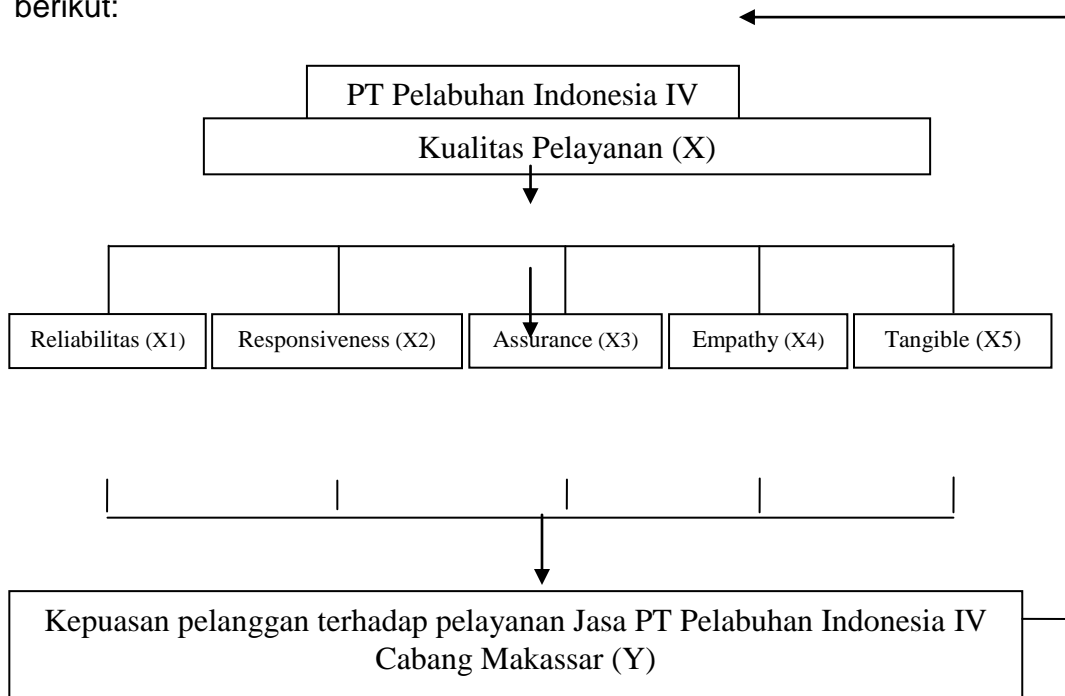 berikut:
PT Pelabuhan Indonesia IV
Kualitas Pelayanan (X)
Reliabilitas (X1)
Responsiveness (X2)
Assurance (X3)
Empathy (X4)
Tangible (X5)
Kepuasan pelanggan terhadap pelayanan Jasa PT Pelabuhan Indonesia IV
Cabang Makassar (Y)